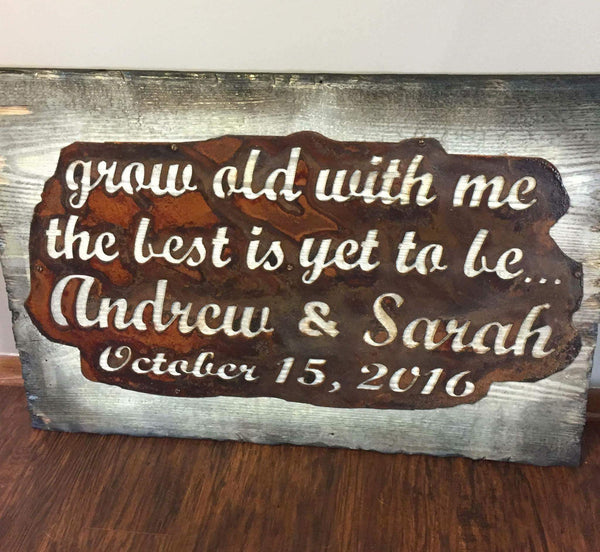 grow old with me
the best is yet to be...
Andrew & Sarah
October 15, 2016